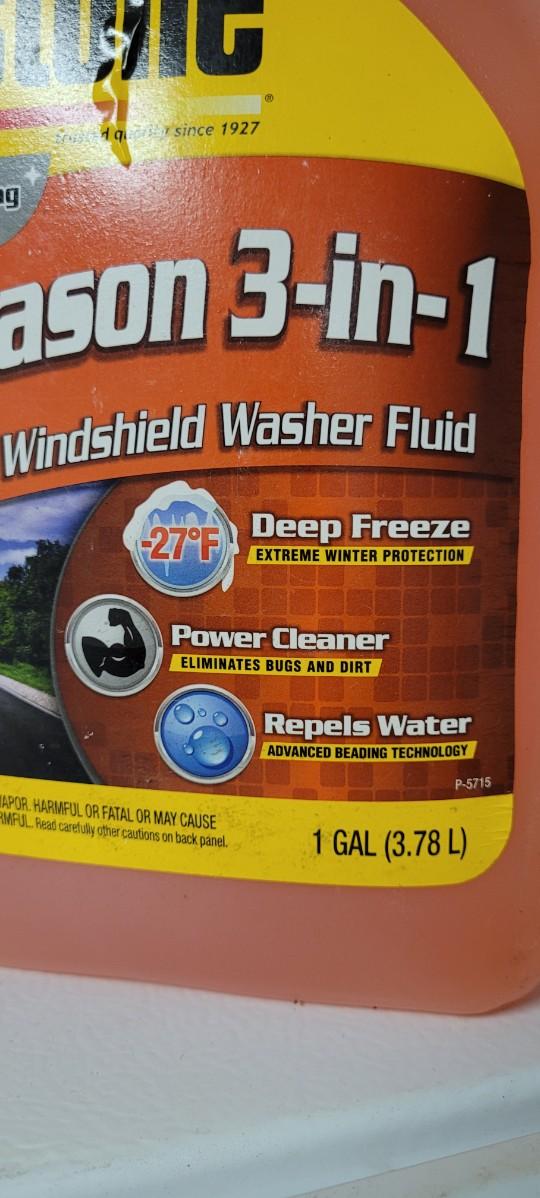 ®
trusted quality since 1927
ason 3-in-1
Windshield Washer Fluid
-27°F
Deep Freeze
EXTREME WINTER PROTECTION
Power Cleaner
ELIMINATES BUGS AND DIRT
Repels Water
ADVANCED BEADING TECHNOLOGY
P-5715
VAPOR. HARMFUL OR FATAL OR MAY CAUSE
RMFUL. Read carefully other cautions on back panel.
1 GAL (3.78 L)